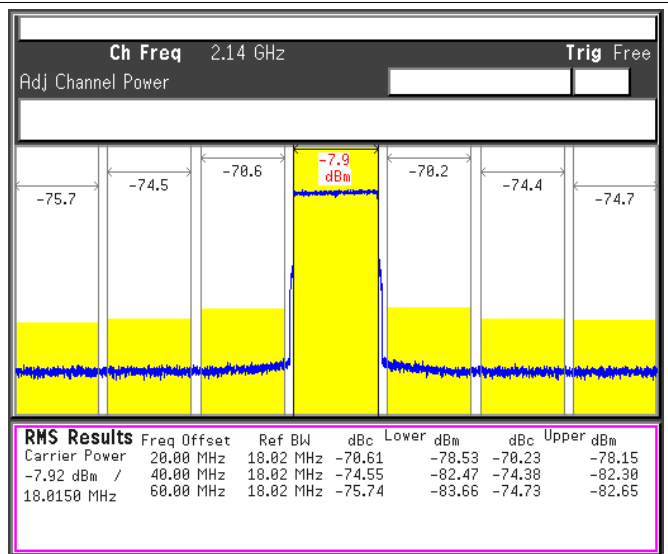 Ch Freq 2.14 GHz Trig Free
Adj Channel Power
-75.7 -74.5 -70.6 -7.9 dBm -70.2 -74.4 -74.7
RMS Results Freq Offset Ref BW dBc Lower dBm dBc Upper dBm
Carrier Power 20.00 MHz 18.02 MHz -70.61 -78.53 -70.23 -78.15
-7.92 dBm / 40.00 MHz 18.02 MHz -74.55 -82.47 -74.38 -82.30
18.0150 MHz 60.00 MHz 18.02 MHz -75.74 -83.66 -74.73 -82.65